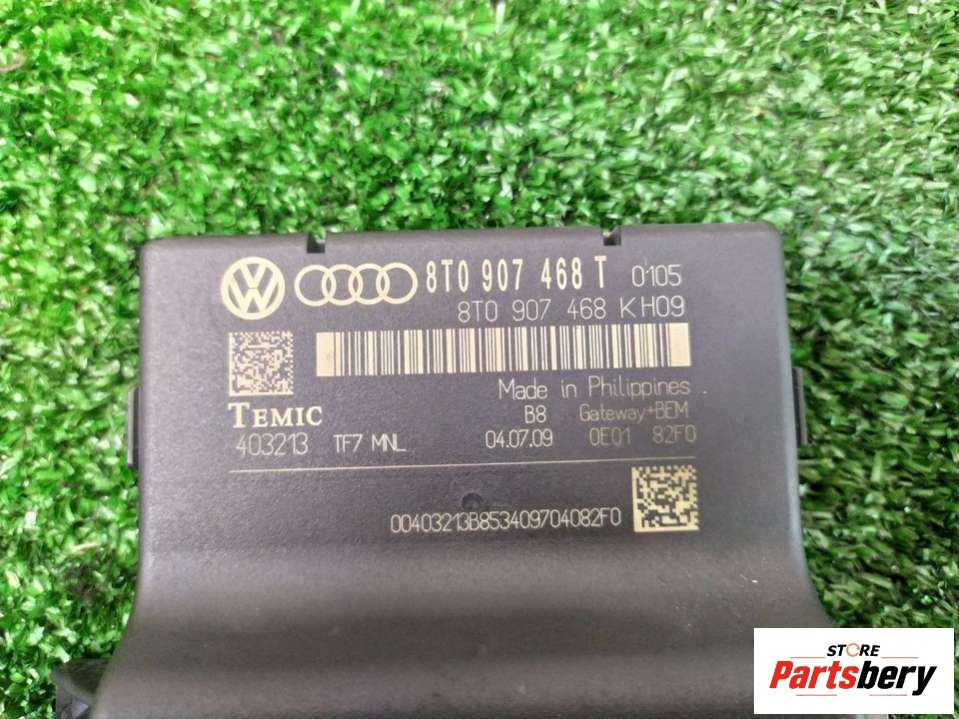 8T0 907 468 T 0105
8T0 907 468 K H09
Made in Philippines
TEMIC B8 Gateway+BEM
403213 TF7 MNL 04.07.09 0E01 82F0
00403213B853409704082F0
STORE
Partsbery